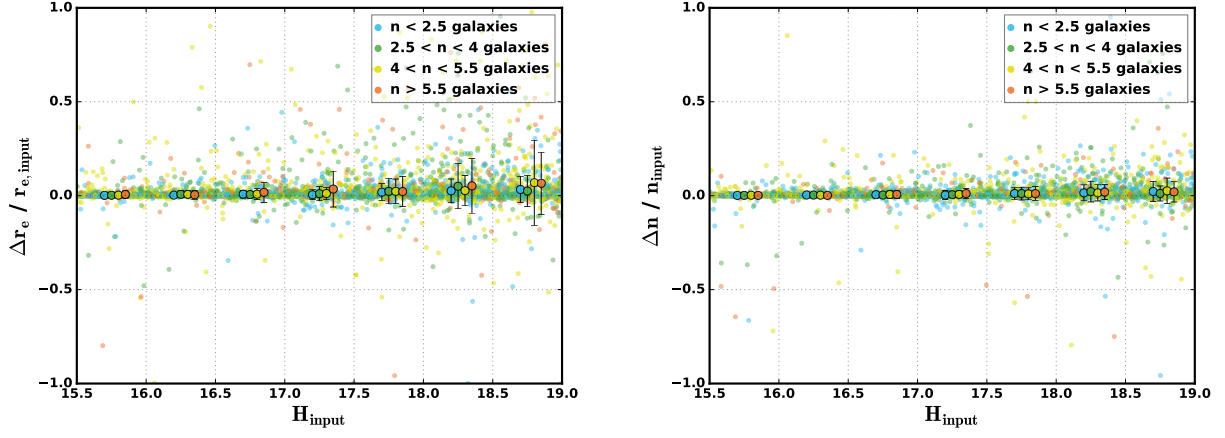 1.0
0.5
0.0
−0.5
−1.0
Δr_e / r_e,input
15.5 16.0 16.5 17.0 17.5 18.0 18.5 19.0
H_input
n < 2.5 galaxies
2.5 < n < 4 galaxies
4 < n < 5.5 galaxies
n > 5.5 galaxies
1.0
0.5
0.0
−0.5
−1.0
Δn / n_input
15.5 16.0 16.5 17.0 17.5 18.0 18.5 19.0
H_input
n < 2.5 galaxies
2.5 < n < 4 galaxies
4 < n < 5.5 galaxies
n > 5.5 galaxies